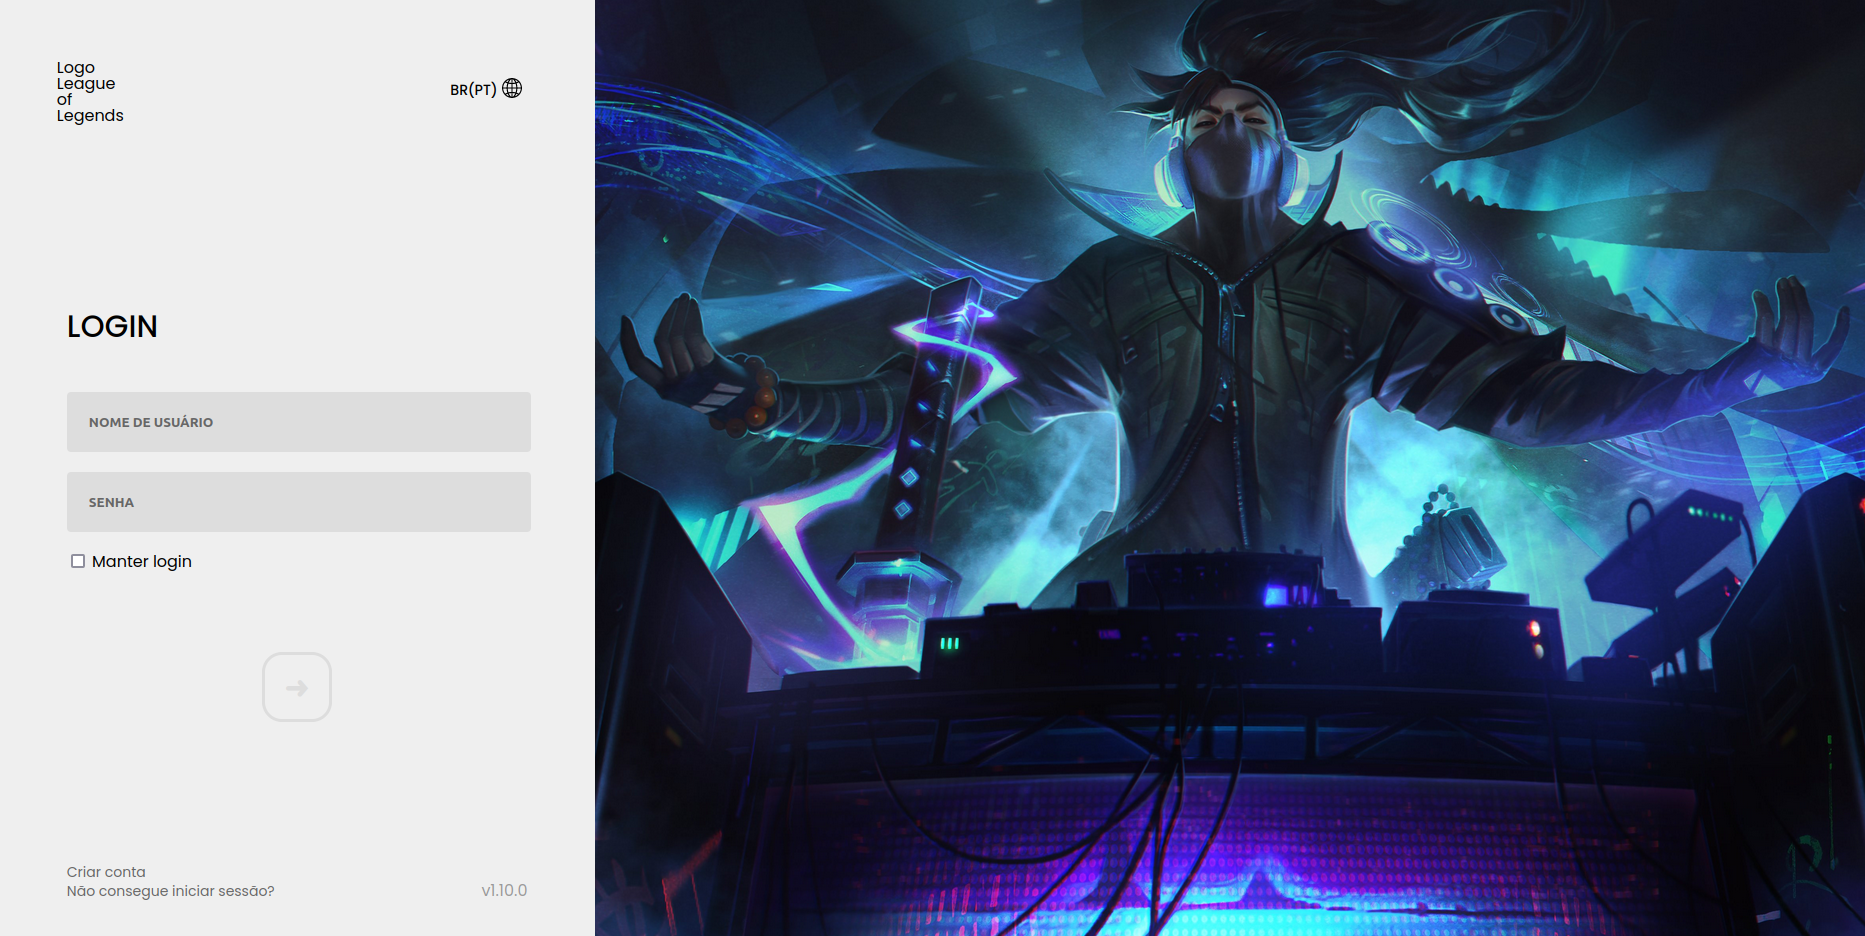 Logo
League
of
Legends
BR(PT)
LOGIN
NOME DE USUÁRIO
SENHA
Manter login
Criar conta
Não consegue iniciar sessão?
v1.10.0